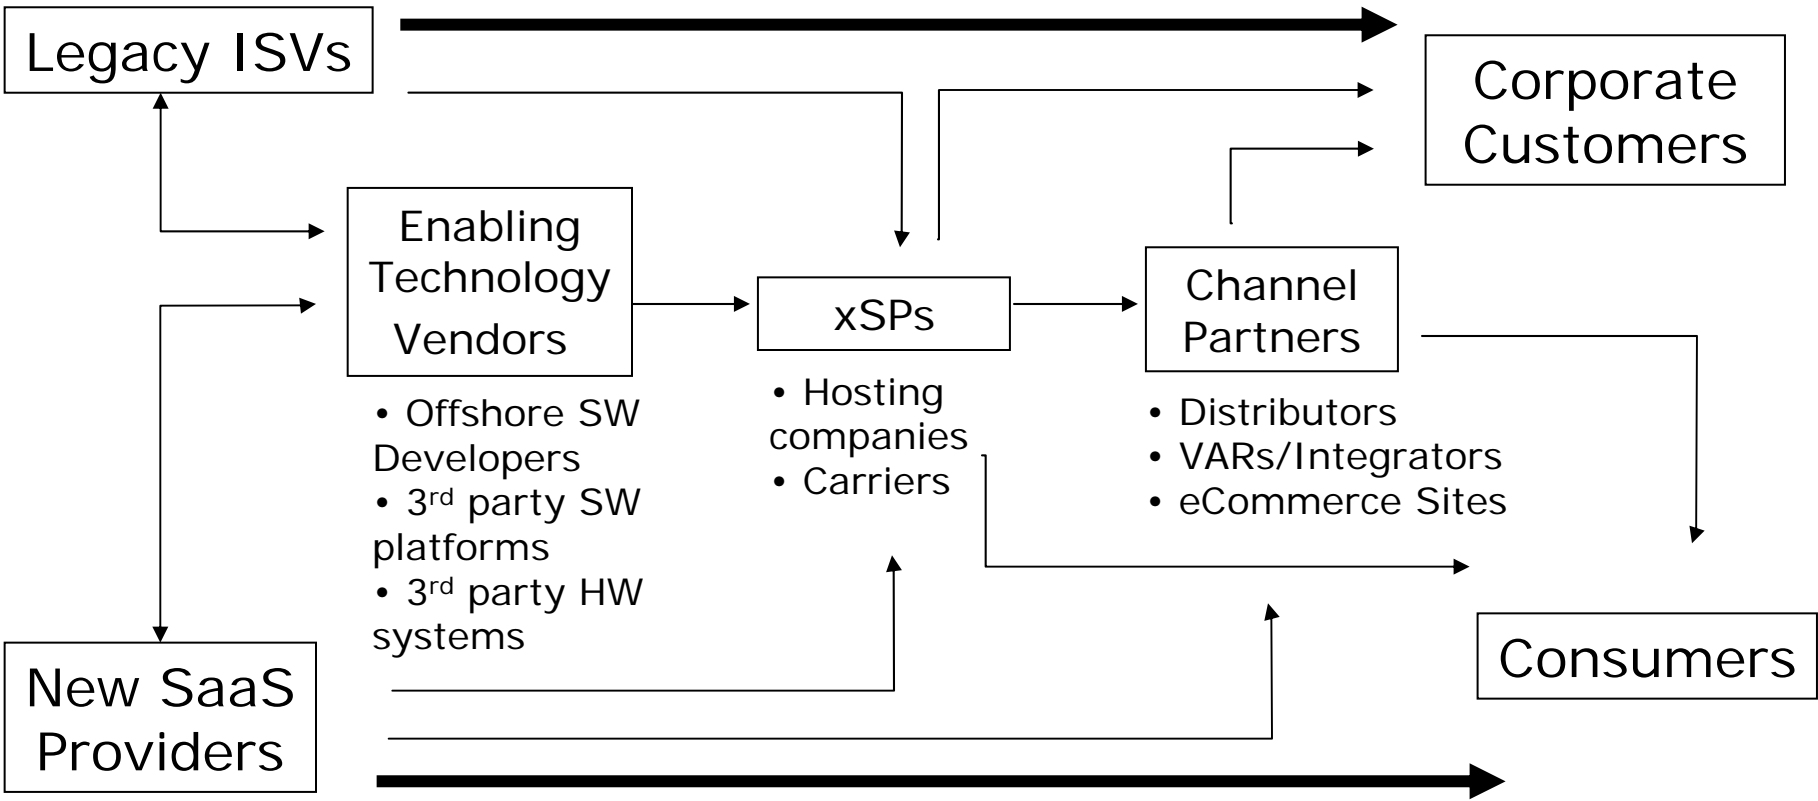 Legacy ISVs
Corporate
Customers
Enabling
Technology
Vendors
• Offshore SW
Developers
• 3rd party SW
platforms
• 3rd party HW
systems
xSPs
• Hosting
companies
• Carriers
Channel
Partners
• Distributors
• VARs/Integrators
• eCommerce Sites
New SaaS
Providers
Consumers